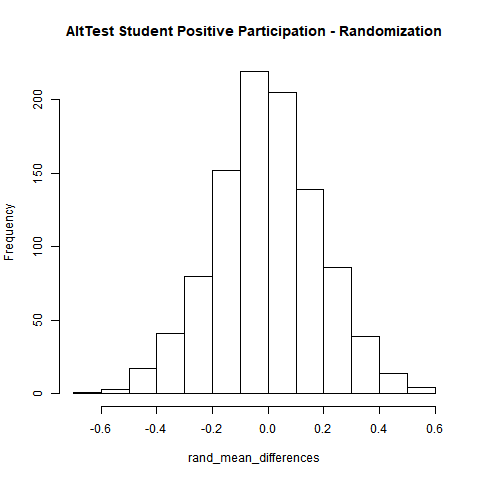 AltTest Student Positive Participation - Randomization
Frequency
200
150
100
50
0
-0.6 -0.4 -0.2 0.0 0.2 0.4 0.6
rand_mean_differences